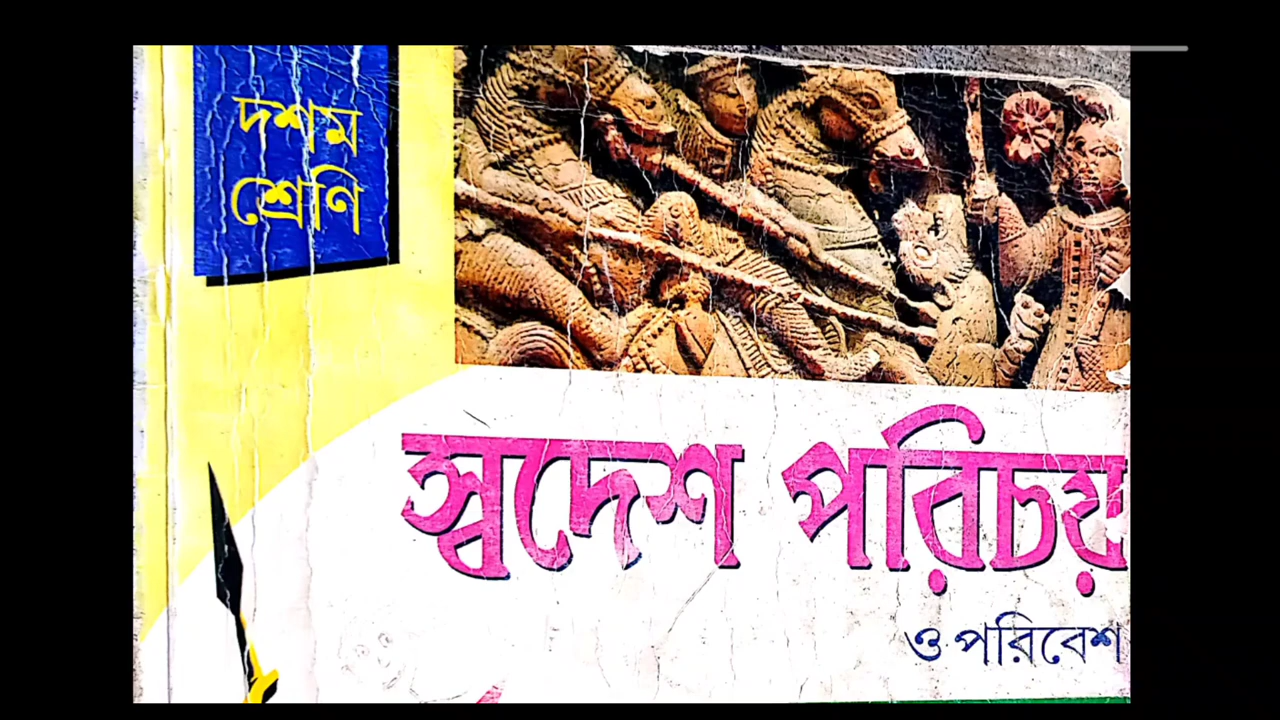 দশম
শ্রেণি
স্বদেশ পরিচয়
ও পরিবেশ